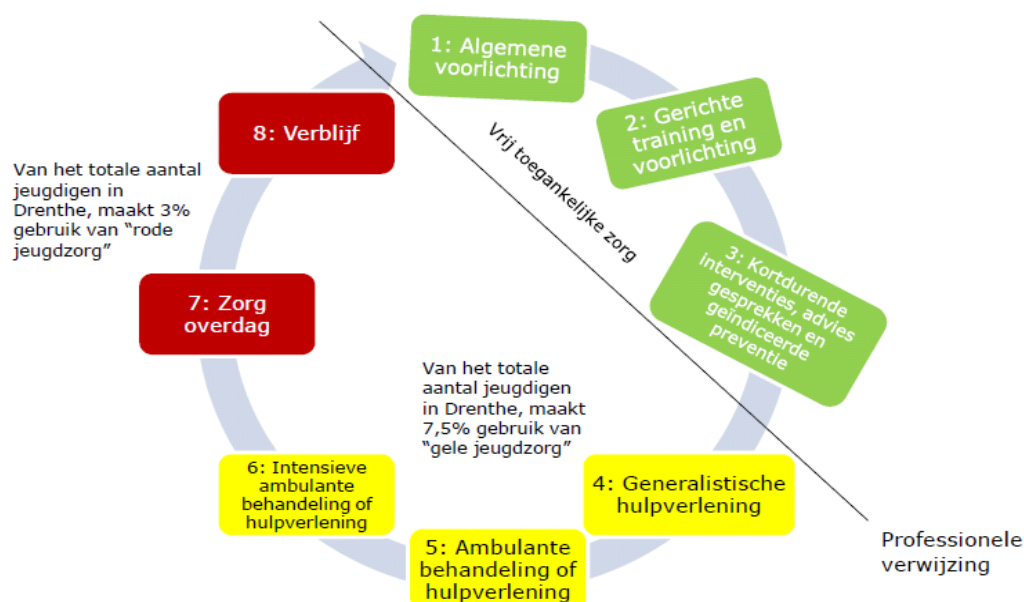 1: Algemene
voorlichting
2: Gerichte
training en
voorlichting
Vrij toegankelijke zorg
3: Kortdurende
interventies, advies
gesprekken en
geïndiceerde
preventie
4: Generalistische
hulpverlening
Professionele
verwijzing
5: Ambulante
behandeling of
hulpverlening
6: Intensieve
ambulante
behandeling of
hulpverlening
Van het totale
aantal jeugdigen
in Drenthe, maakt
7,5% gebruik van
“gele jeugdzorg”
7: Zorg
overdag
8: Verblijf
Van het totale aantal
jeugdigen in
Drenthe, maakt 3%
gebruik van “rode
jeugdzorg”